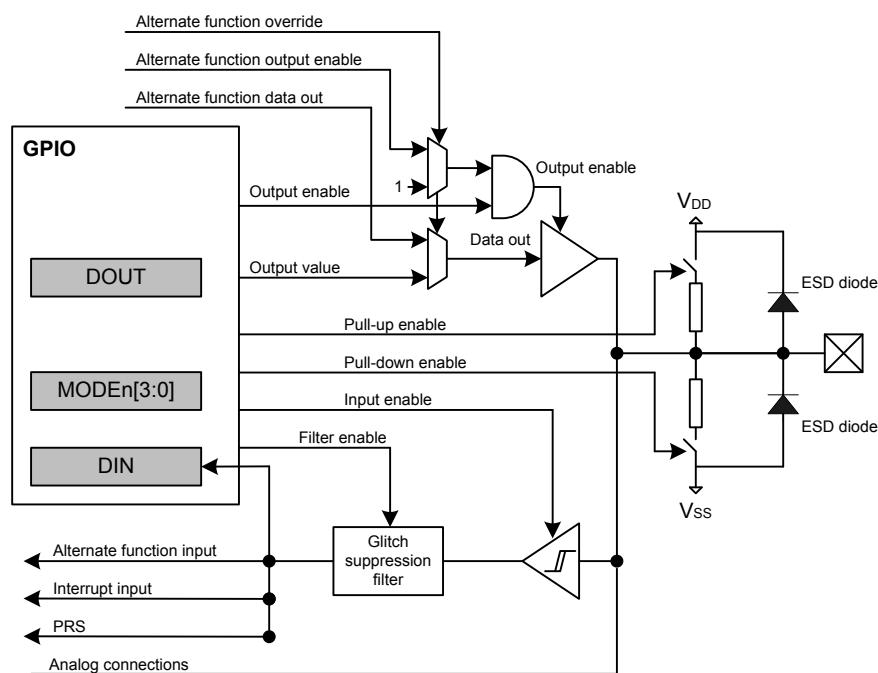 Alternate function override
Alternate function output enable
Alternate function data out
GPIO
1
Output enable
Output enable
Data out
VDD
DOUT
Output value
ESD diode
Pull-up enable
Pull-down enable
MODEn[3:0]
Input enable
ESD diode
Filter enable
DIN
VSS
Glitch
suppression
filter
Alternate function input
Interrupt input
PRS
Analog connections